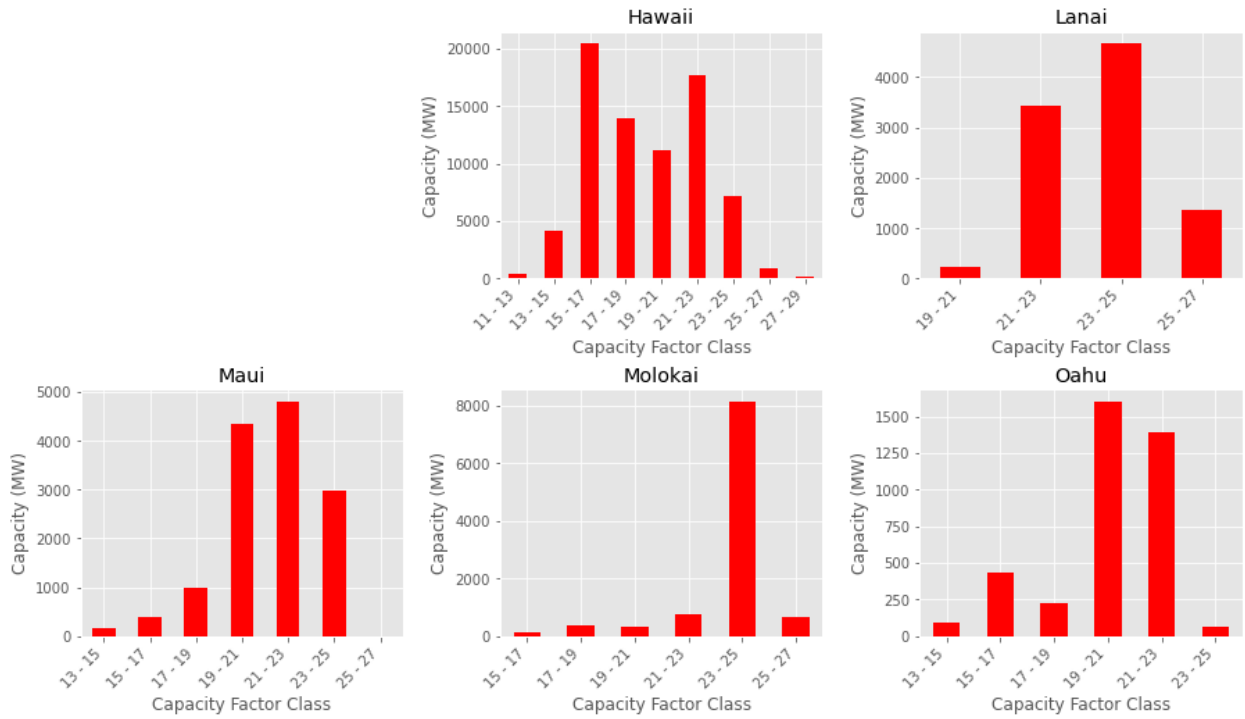 Hawaii
Capacity (MW)
20000
15000
10000
5000
0
11 - 13
13 - 15
15 - 17
17 - 19
19 - 21
21 - 23
23 - 25
25 - 27
27 - 29
Capacity Factor Class
Lanai
Capacity (MW)
4000
3000
2000
1000
0
19 - 21
21 - 23
23 - 25
25 - 27
Capacity Factor Class
Maui
Capacity (MW)
5000
4000
3000
2000
1000
0
13 - 15
15 - 17
17 - 19
19 - 21
21 - 23
23 - 25
25 - 27
Capacity Factor Class
Molokai
Capacity (MW)
8000
6000
4000
2000
0
15 - 17
17 - 19
19 - 21
21 - 23
23 - 25
25 - 27
Capacity Factor Class
Oahu
Capacity (MW)
1500
1250
1000
750
500
250
0
13 - 15
15 - 17
17 - 19
19 - 21
21 - 23
23 - 25
Capacity Factor Class